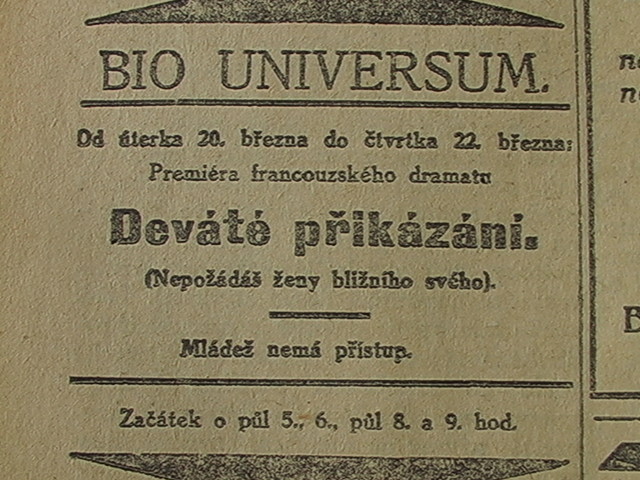 BIO UNIVERSUM.
Od úterka 20. března do čtvrtka 22. března:
Premiéra francouzského dramatu
Deváté přikázání.
(Nepožádáš ženy bližního svého).
Mládež nemá přístup.
Začátek o půl 5., 6., půl 8. a 9. hod.